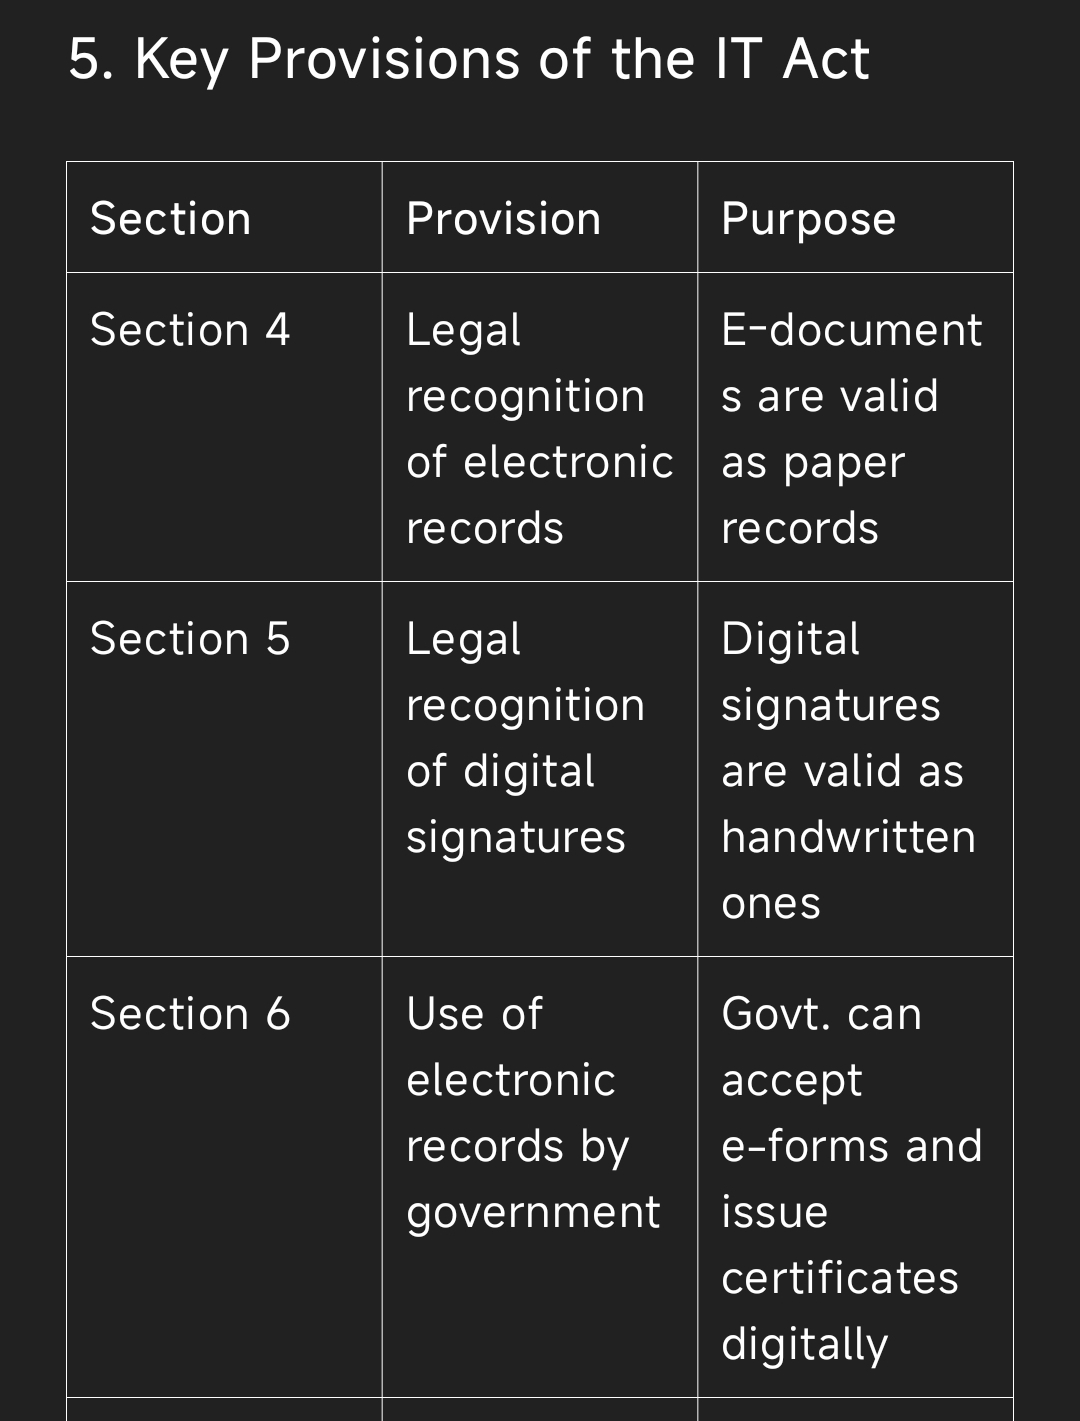 5. Key Provisions of the IT Act
Section
Provision
Purpose
Section 4
Legal
recognition
of electronic
records
E-document
s are valid
as paper
records
Section 5
Legal
recognition
of digital
signatures
Digital
signatures
are valid as
handwritten
ones
Section 6
Use of
electronic
records by
government
Govt. can
accept
e-forms and
issue
certificates
digitally